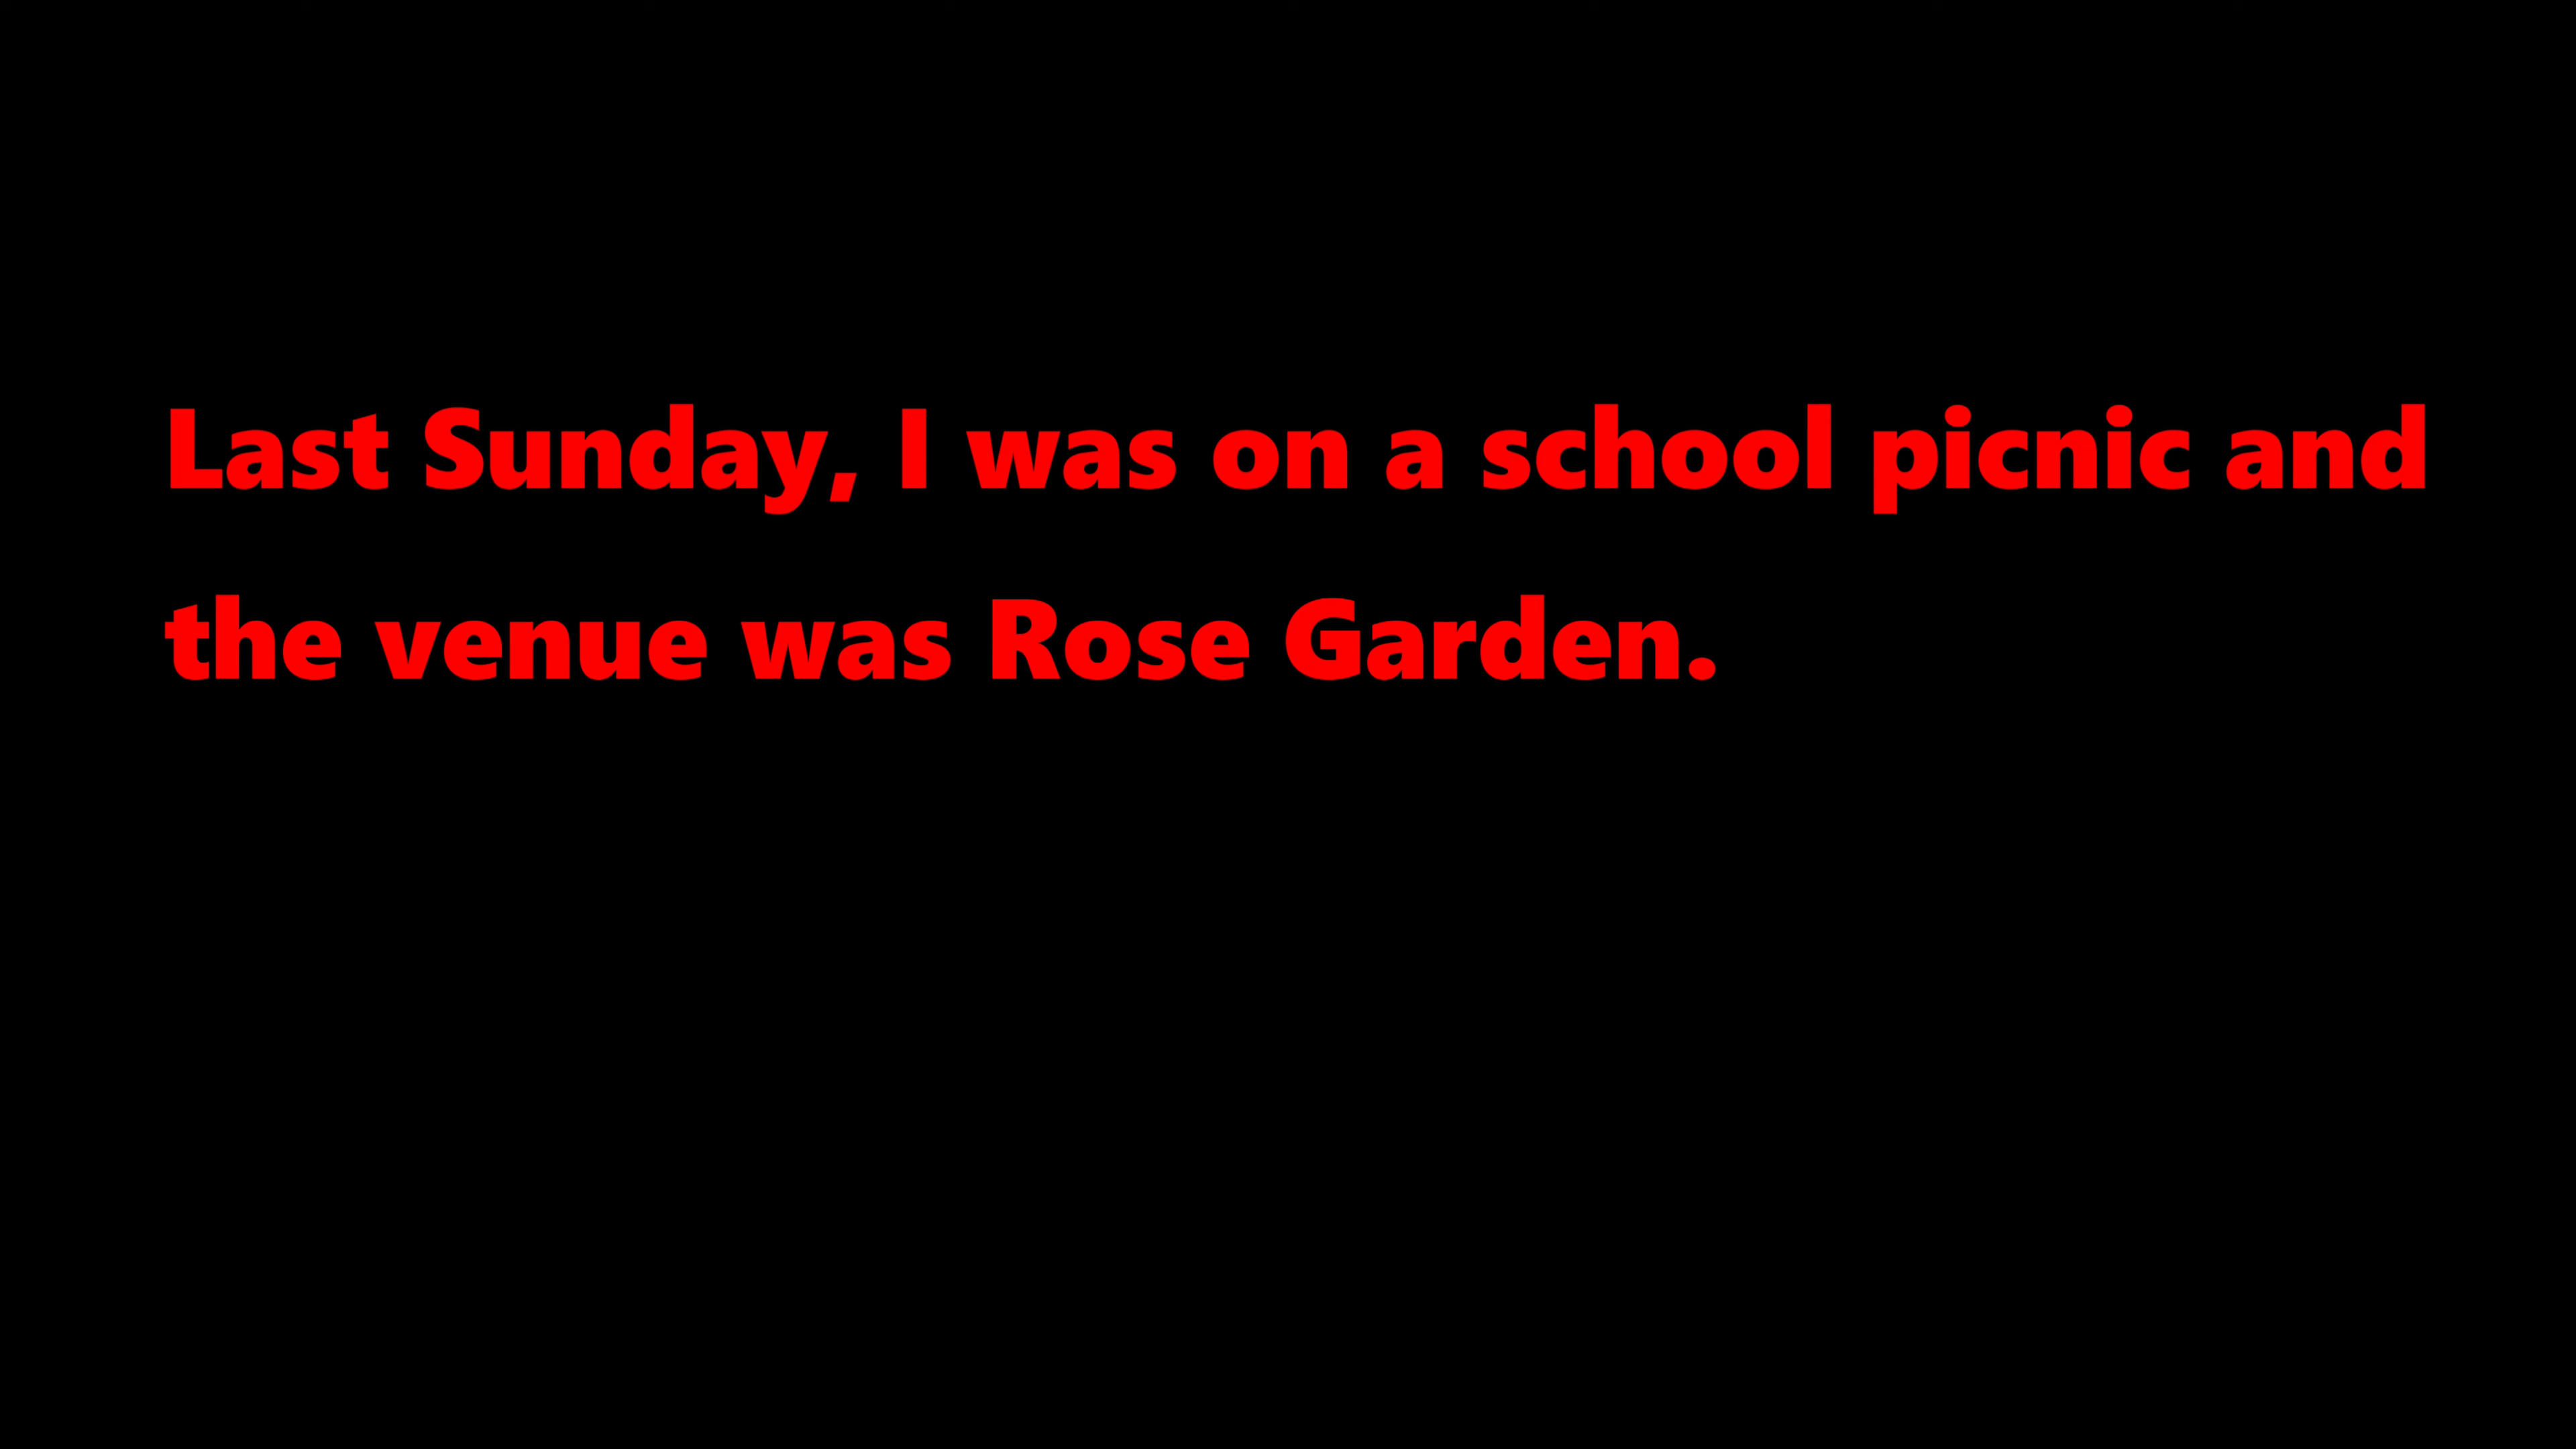 Last Sunday, I was on a school picnic and
the venue was Rose Garden.